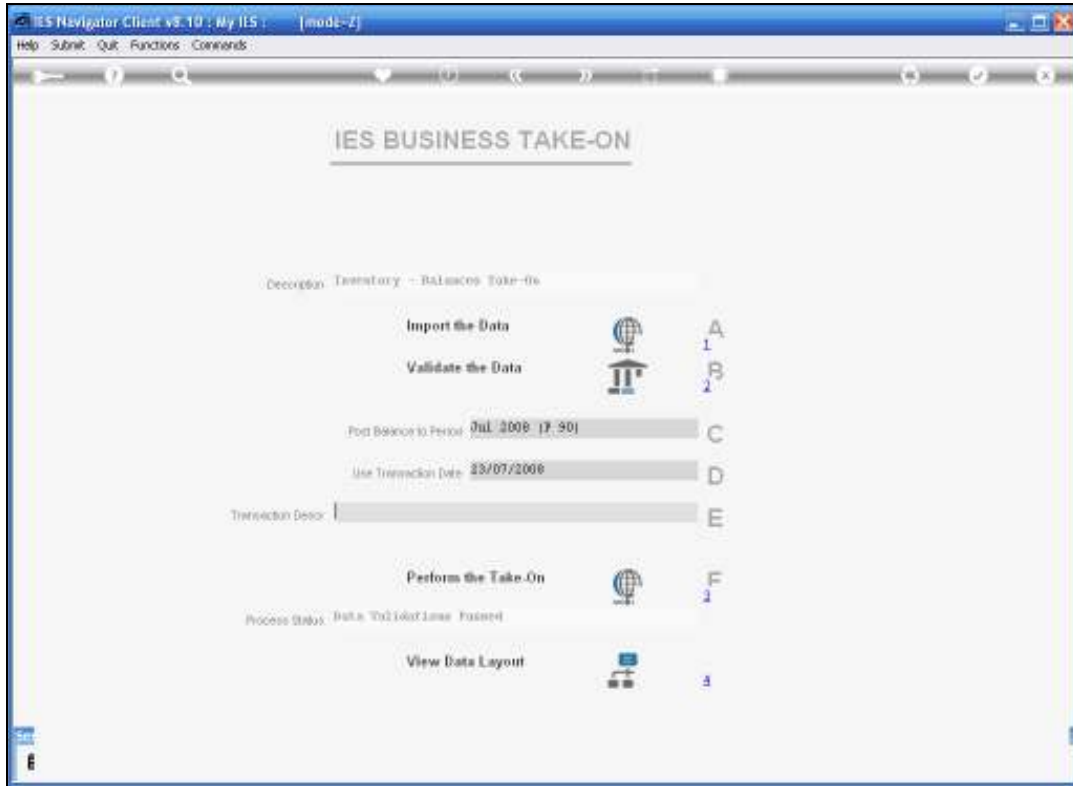 IES Navigator Client v8.10 : My IES : [mode-Z]
Help Submit Quit Functions Commands
IES BUSINESS TAKE-ON
Description Inventory - Balances Take-On
Import the Data A
1
Validate the Data B
2
Post Balance to Period Jul 2008 (P 90) C
Use Transaction Date 23/07/2008 D
Transaction Descr E
Perform the Take-On F
3
Process Status Data Validations Passed
View Data Layout
4